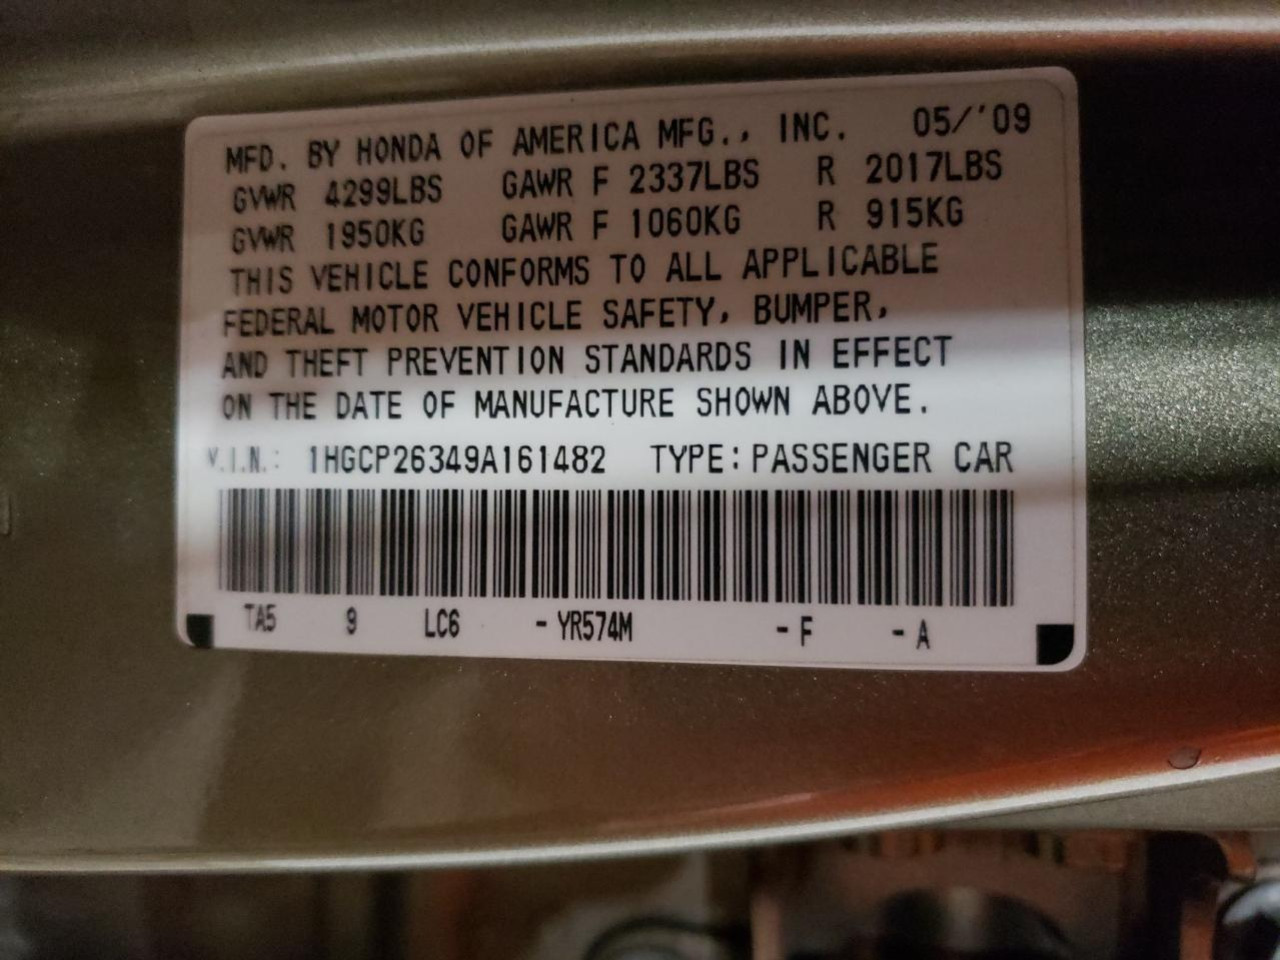 MFD. BY HONDA OF AMERICA MFG., INC. 05/'09
GVWR 4299LBS GAWR F 2337LBS R 2017LBS
GVWR 1950KG GAWR F 1060KG R 915KG
THIS VEHICLE CONFORMS TO ALL APPLICABLE
FEDERAL MOTOR VEHICLE SAFETY, BUMPER,
AND THEFT PREVENTION STANDARDS IN EFFECT
ON THE DATE OF MANUFACTURE SHOWN ABOVE.
V.I.N.: 1HGCP26349A161482 TYPE: PASSENGER CAR
TA5 9 LC6 - YR574M - F - A